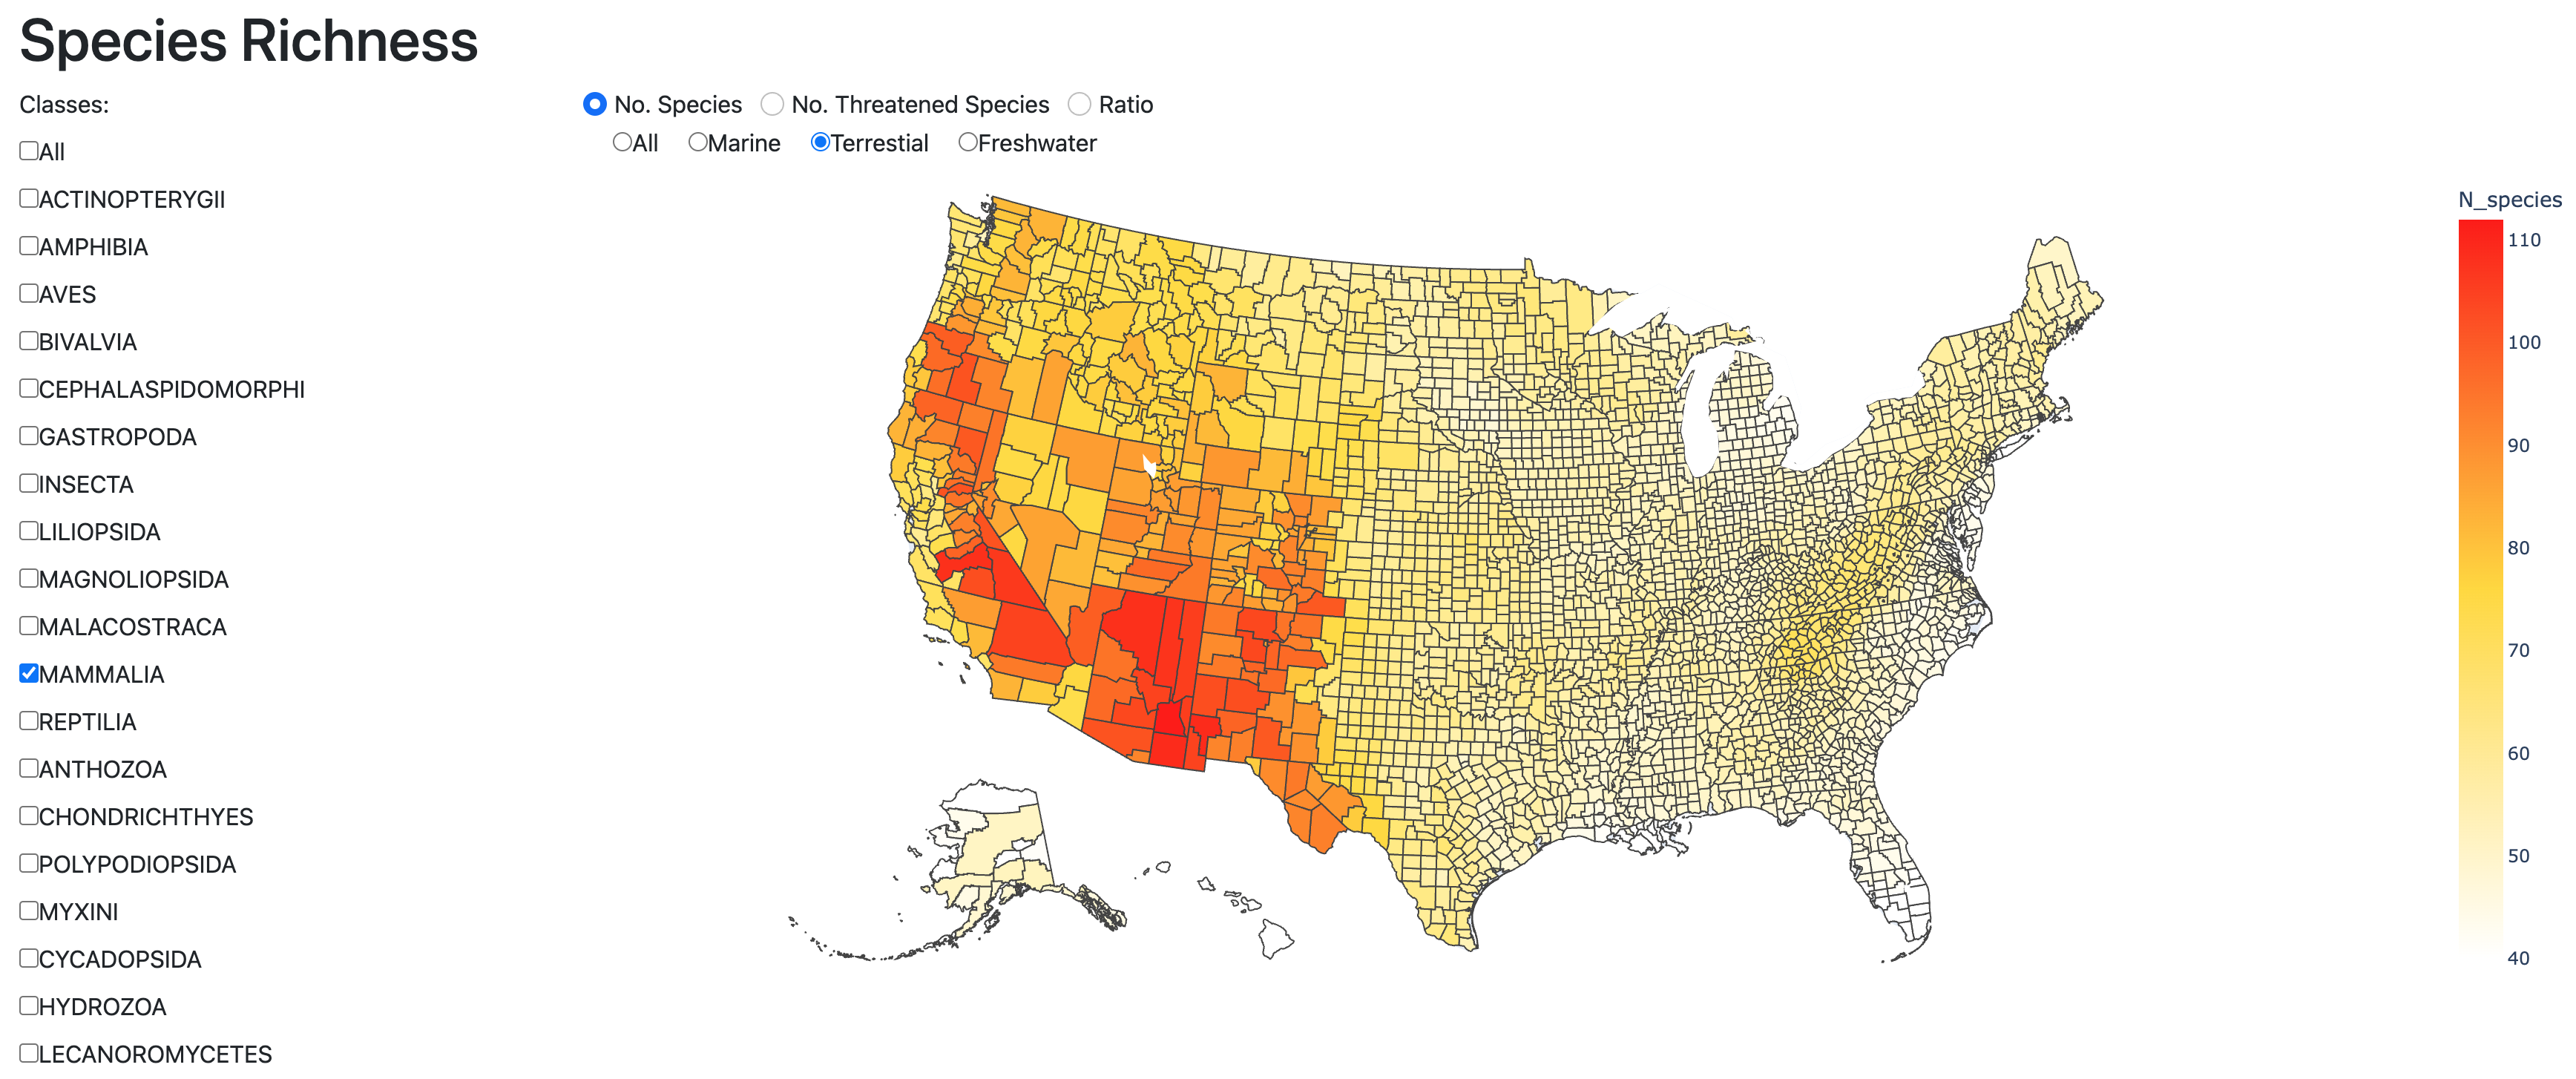 Species Richness
Classes:
All
ACTINOPTERYGII
AMPHIBIA
AVES
BIVALVIA
CEPHALASPIDOMORPHI
GASTROPODA
INSECTA
LILIOPSIDA
MAGNOLIOPSIDA
MALACOSTRACA
MAMMALIA
REPTILIA
ANTHOZOA
CHONDRICHTHYES
POLYPODIOPSIDA
MYXINI
CYCADOPSIDA
HYDROZOA
LECANOROMYCETES
No. Species No. Threatened Species Ratio
All Marine Terrestial Freshwater
N_species
110
100
90
80
70
60
50
40